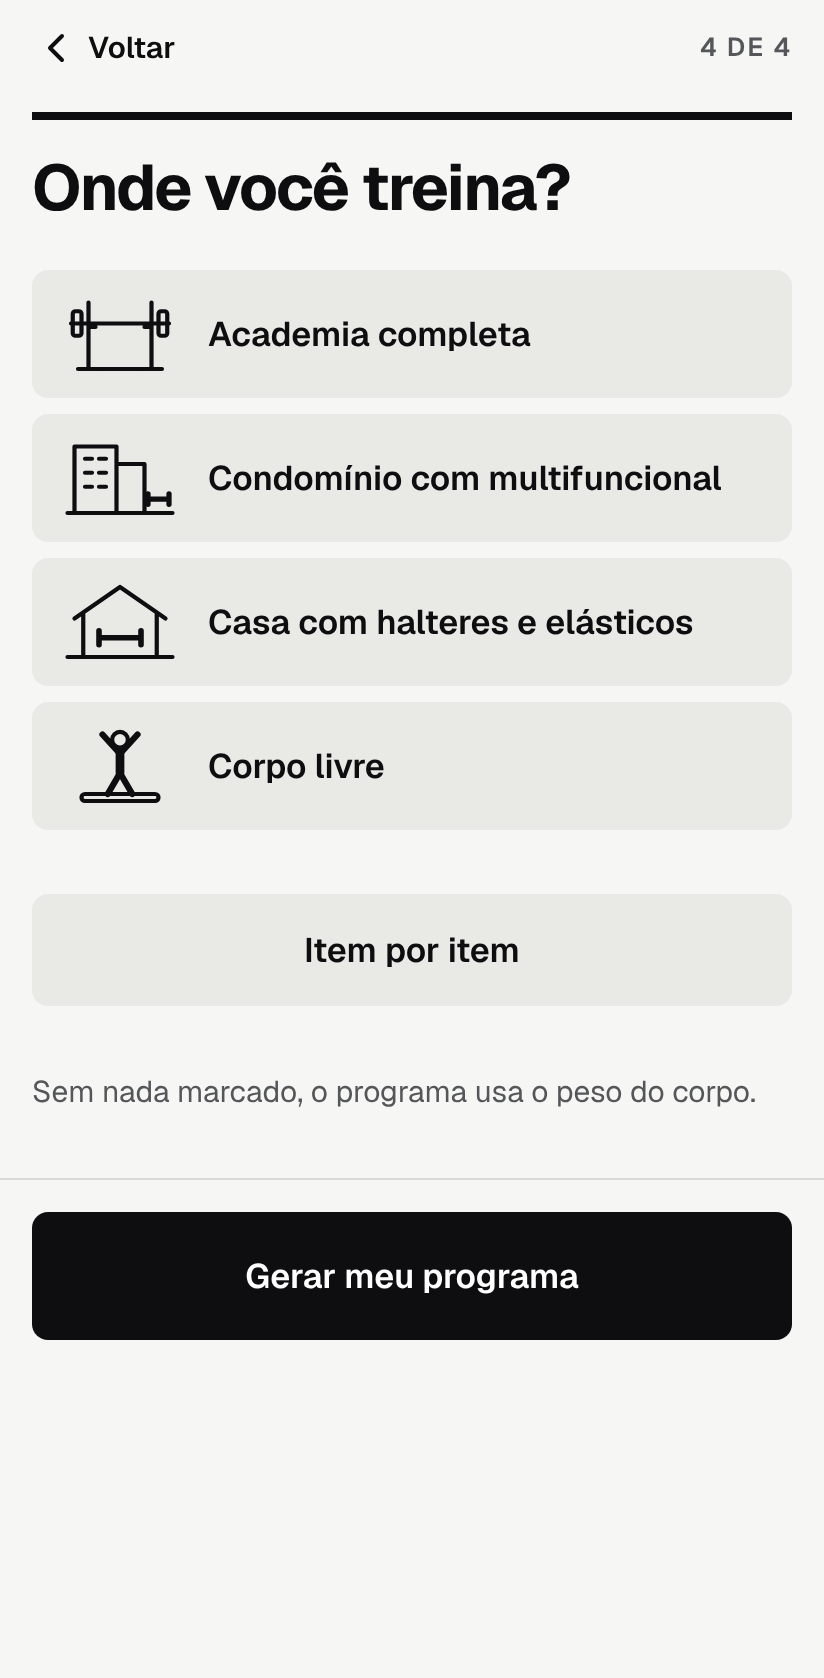 Voltar
4 DE 4
Onde você treina?
Academia completa
Condomínio com multifuncional
Casa com halteres e elásticos
Corpo livre
Item por item
Sem nada marcado, o programa usa o peso do corpo.
Gerar meu programa